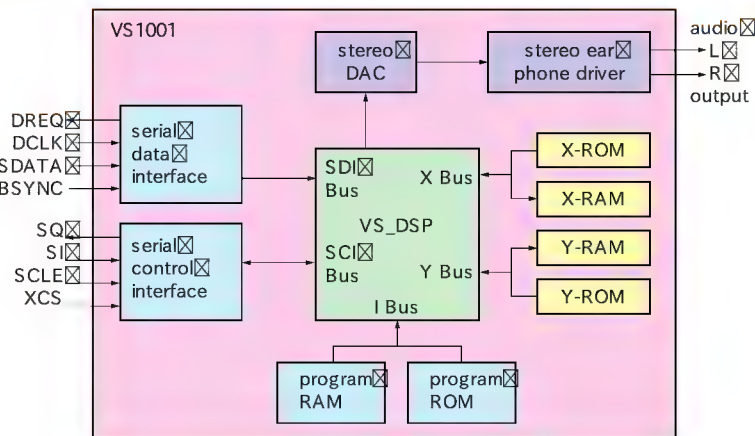 VS1001
audio
L
R
output
stereo
DAC
stereo ear
phone driver
DREQ
DCLK
SDATA
BSYNC
serial
data
interface
SDI
Bus
X Bus
VS_DSP
SCI
Bus
Y Bus
I Bus
X-ROM
X-RAM
Y-RAM
Y-ROM
SQ
SI
SCLE
XCS
serial
control
interface
program
RAM
program
ROM